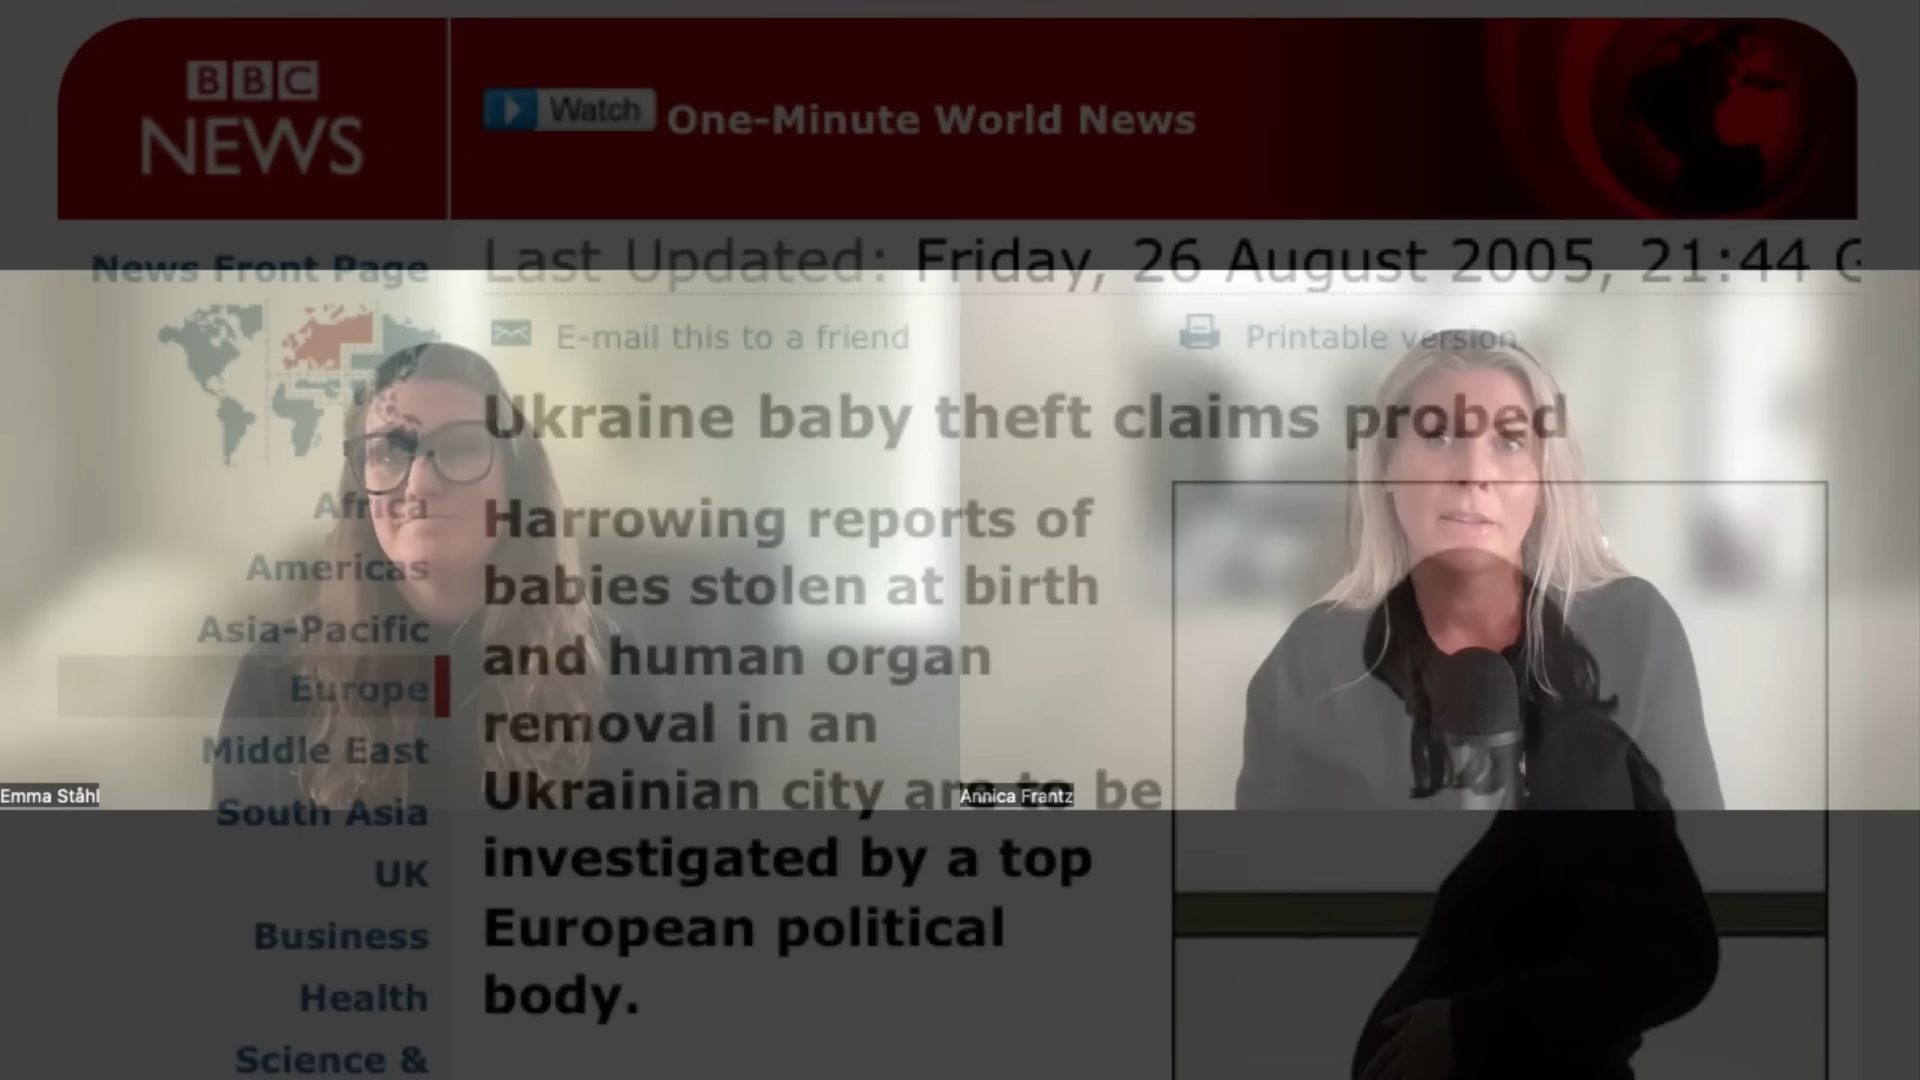 BBC
NEWS
Watch
One-Minute World News
News Front Page
Last Updated: Friday, 26 August 2005, 21:44
E-mail this to a friend
Printable version
Ukraine baby theft claims probed
Africa
Americas
Asia-Pacific
Europe
Middle East
South Asia
UK
Business
Health
Science &
Harrowing reports of
babies stolen at birth
and human organ
removal in an
Ukrainian city are to be
investigated by a top
European political
body.
Emma Ståhl
Annica Frantz